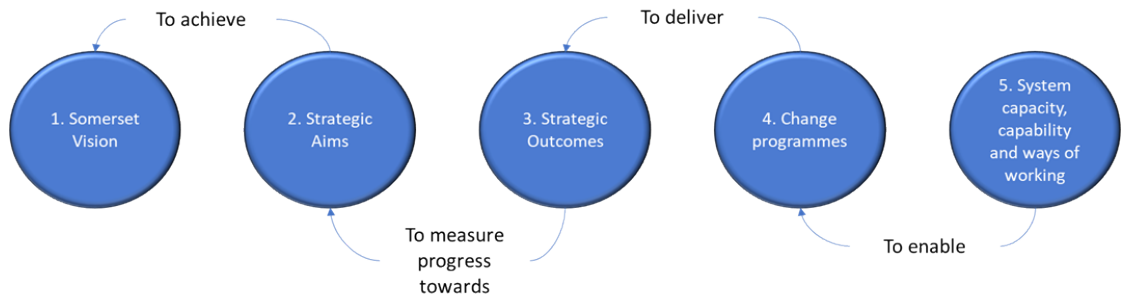 To achieve
To deliver
1. Somerset
Vision
2. Strategic
Aims
3. Strategic
Outcomes
4. Change
programmes
5. System
capacity,
capability
and ways of
working
To measure
progress
towards
To enable